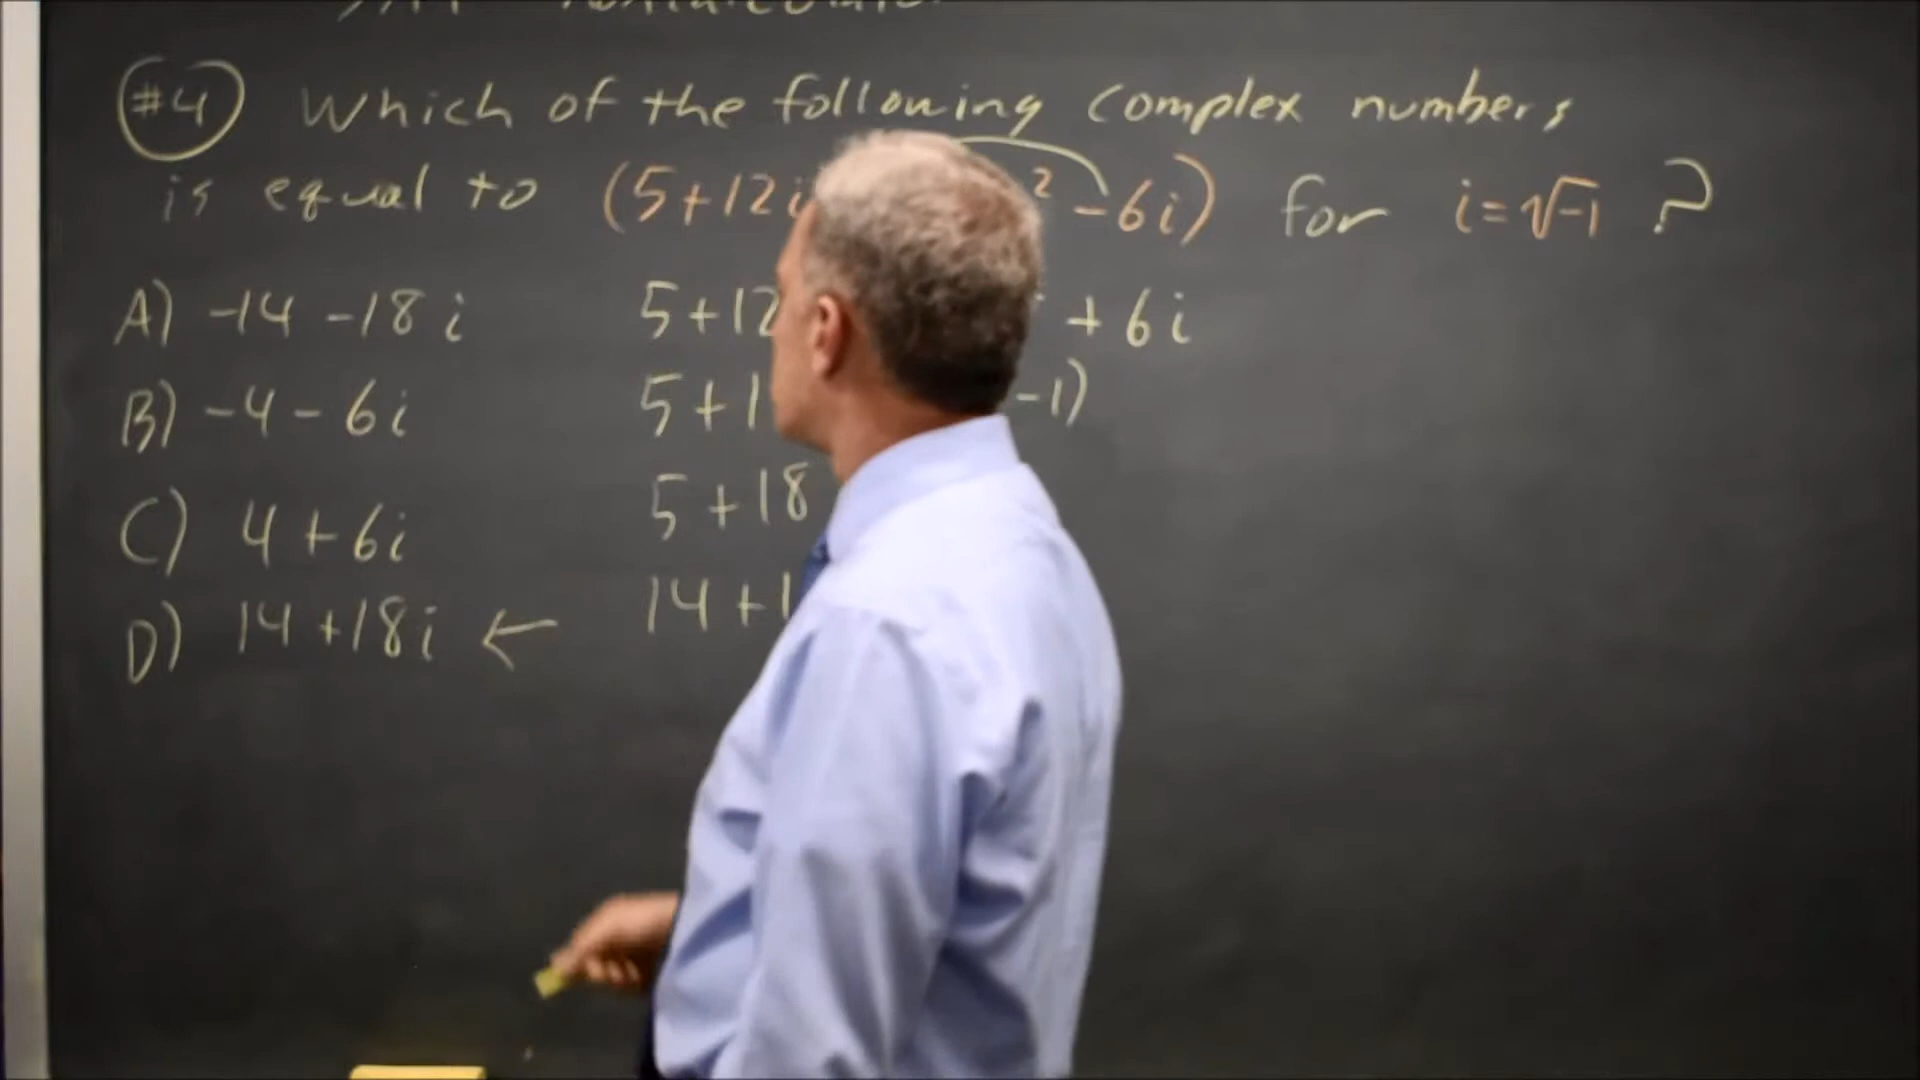 #4 Which of the following complex numbers
is equal to (5+12i ² -6i) for i=√-1 ?
A) -14 -18i
B) -4 - 6i
C) 4 + 6i
D) 14 +18i ←
5+12 + 6i
5+1 -1)
5+18
14+1